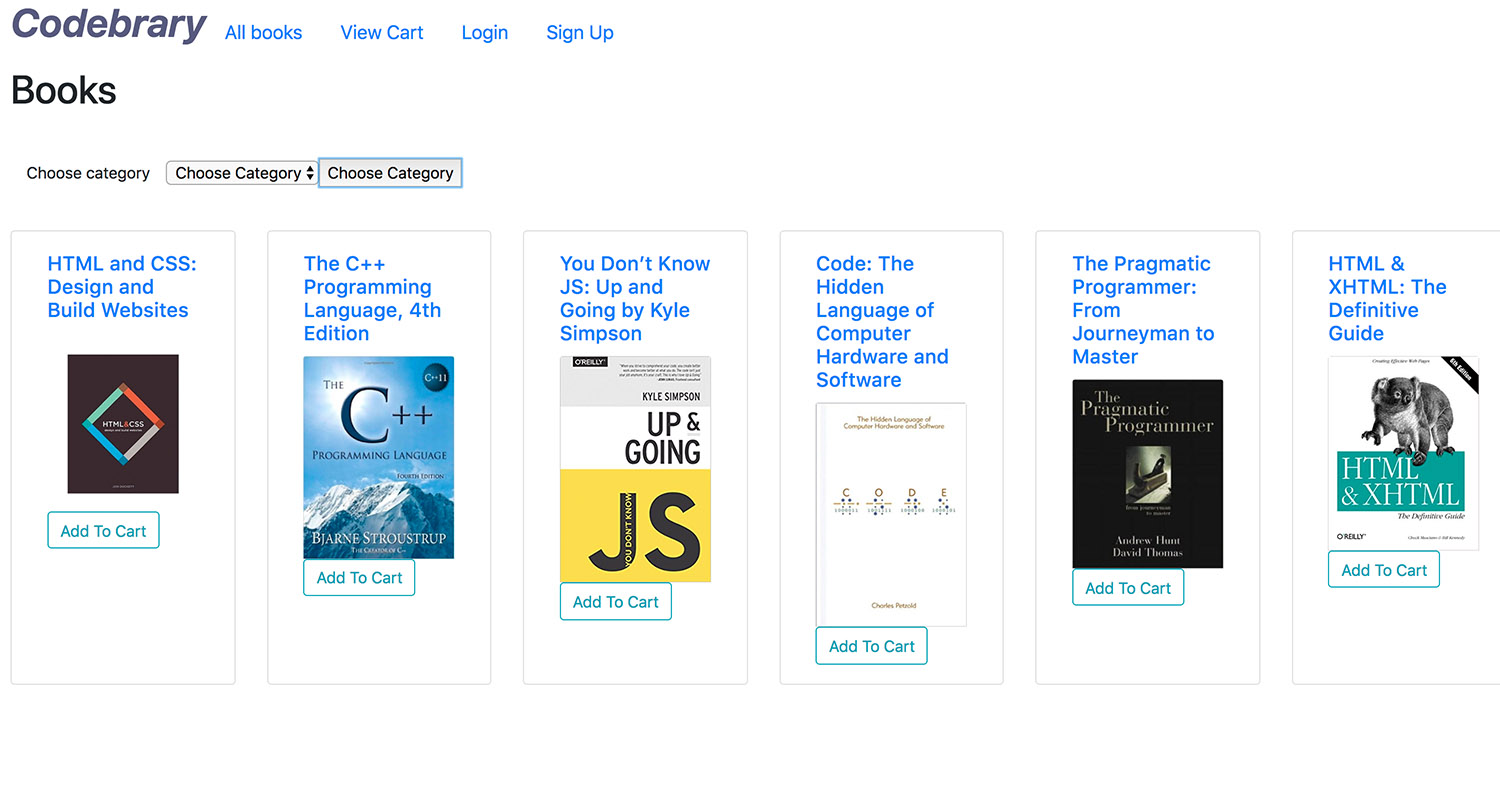 Codebrary
All books
View Cart
Login
Sign Up
Books
Choose category
Choose Category
Choose Category
HTML and CSS:
Design and
Build Websites
HTML&CSS
Add To Cart
The C++
Programming
Language, 4th
Edition
C++11
THE
C++
PROGRAMMING LANGUAGE
FOURTH EDITION
BJARNE STROUSTRUP
THE CREATOR OF C++
Add To Cart
You Don’t Know
JS: Up and
Going by Kyle
Simpson
O'REILLY®
KYLE SIMPSON
UP &
GOING
YOU DON'T KNOW
JS
Add To Cart
Code: The
Hidden
Language of
Computer
Hardware and
Software
The Hidden Language of
Computer Hardware and Software
C O D E
Charles Petzold
Add To Cart
The Pragmatic
Programmer:
From
Journeyman to
Master
The
Pragmatic
Programmer
from journeyman
to master
Andrew Hunt
David Thomas
Add To Cart
HTML &
XHTML: The
Definitive
Guide
Creating Effective Web Pages
6th Edition
HTML
& XHTML
The Definitive Guide
O'REILLY®
Chuck Musciano & Bill Kennedy
Add To Cart